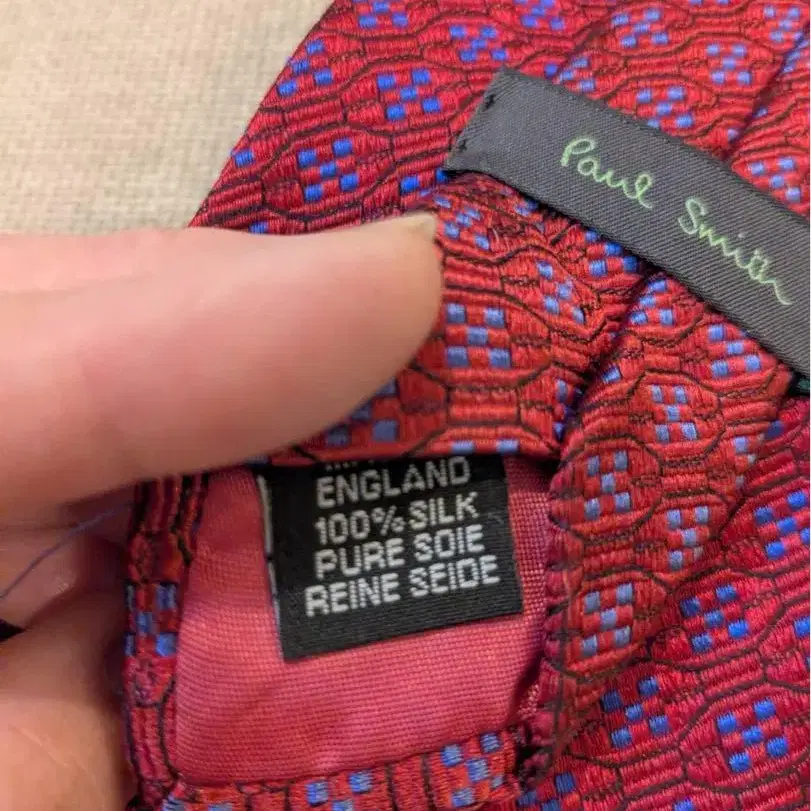 Paul Smith
ENGLAND
100% SILK
PURE SOIE
REINE SEIDE